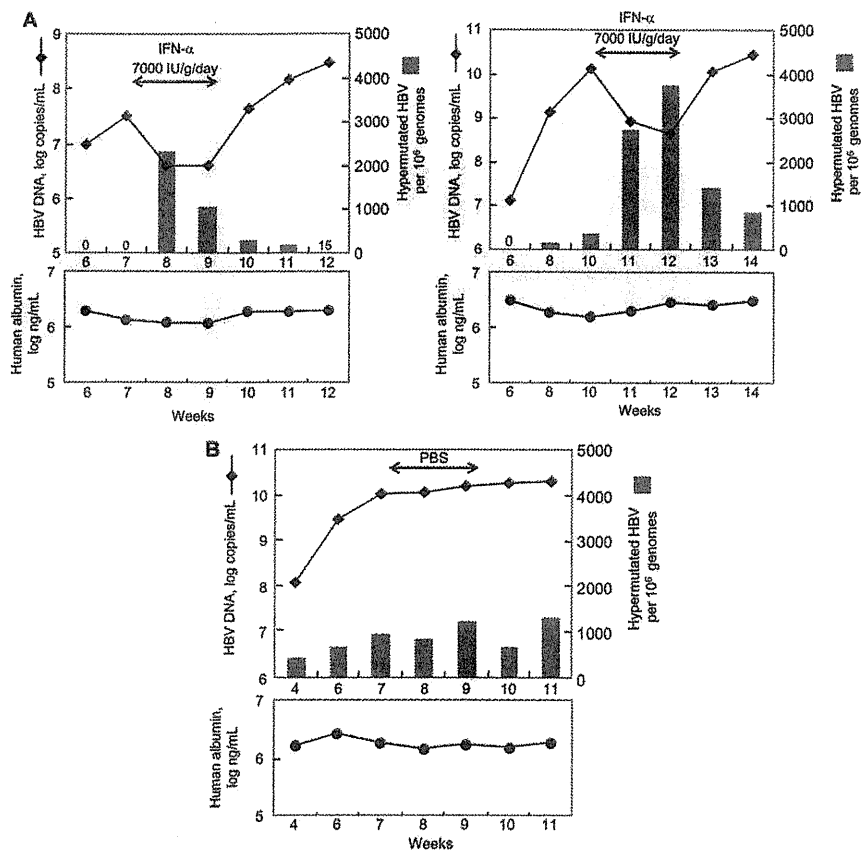 A
IFN-α
7000 IU/g/day
HBV DNA, log copies/mL
9
8
7
6
5
5000
4000
3000
2000
1000
0
Hypermutated HBV
per 10⁶ genomes
0 0 15
6 7 8 9 10 11 12
Human albumin,
log ng/mL
7
6
5
6 7 8 9 10 11 12
Weeks
IFN-α
7000 IU/g/day
HBV DNA, log copies/mL
11
10
9
8
7
6
5000
4000
3000
2000
1000
0
Hypermutated HBV
per 10⁶ genomes
0
6 8 10 11 12 13 14
Human albumin,
log ng/mL
7
6
5
6 8 10 11 12 13 14
Weeks
B
PBS
HBV DNA, log copies/mL
11
10
9
8
7
6
5000
4000
3000
2000
1000
0
Hypermutated HBV
per 10⁶ genomes
4 6 7 8 9 10 11
Human albumin,
log ng/mL
7
6
5
4 6 7 8 9 10 11
Weeks